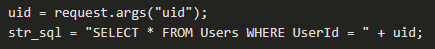 uid = request.args("uid");
str_sql = "SELECT * FROM Users WHERE UserId = " + uid;